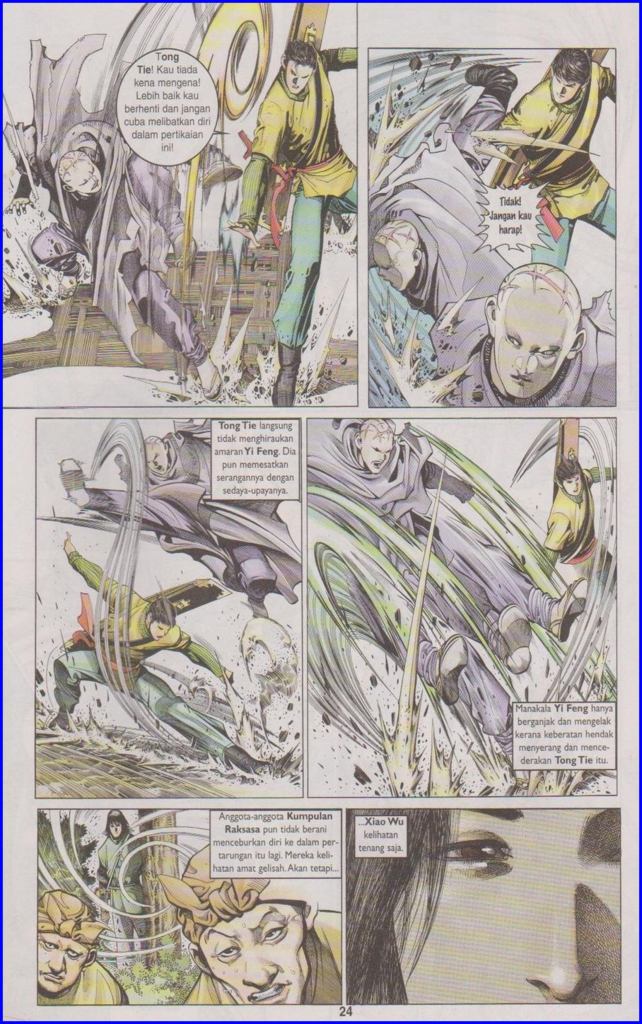 Tong
Tie! Kau tiada
kena mengena!
Lebih baik kau
berhenti dan jangan
cuba melibatkan diri
dalam pertikaian
ini!
Tidak!
Jangan kau
harap!
Tong Tie langsung
tidak menghiraukan
amaran Yi Feng. Dia
pun memesatkan
serangannya dengan
sedaya-upayanya.
Manakala Yi Feng hanya
berganjak dan mengelak
kerana keberatan hendak
menyerang dan mence-
derakan Tong Tie itu.
Anggota-anggota Kumpulan
Raksasa pun tidak berani
menceburkan diri ke dalam per-
tarungan itu lagi. Mereka keli-
hatan amat gelisah. Akan tetapi...
...Xiao Wu
kelihatan
tenang saja.
24